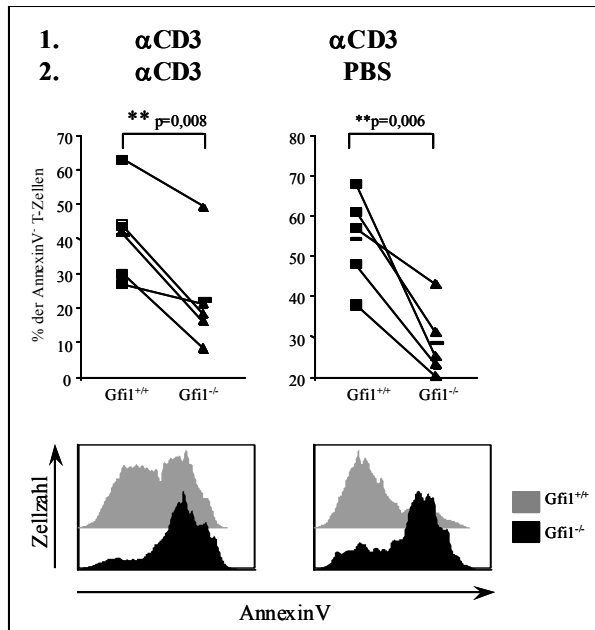 1. αCD3 αCD3
2. αCD3 PBS
** p=0,008
**p=0,006
% der AnnexinV- T-Zellen
70
60
50
40
30
20
10
0
Gfi1+/+ Gfi1-/-
80
70
60
50
40
30
20
Gfi1+/+ Gfi1-/-
Zellzahl
AnnexinV
Gfi1+/+
Gfi1-/-